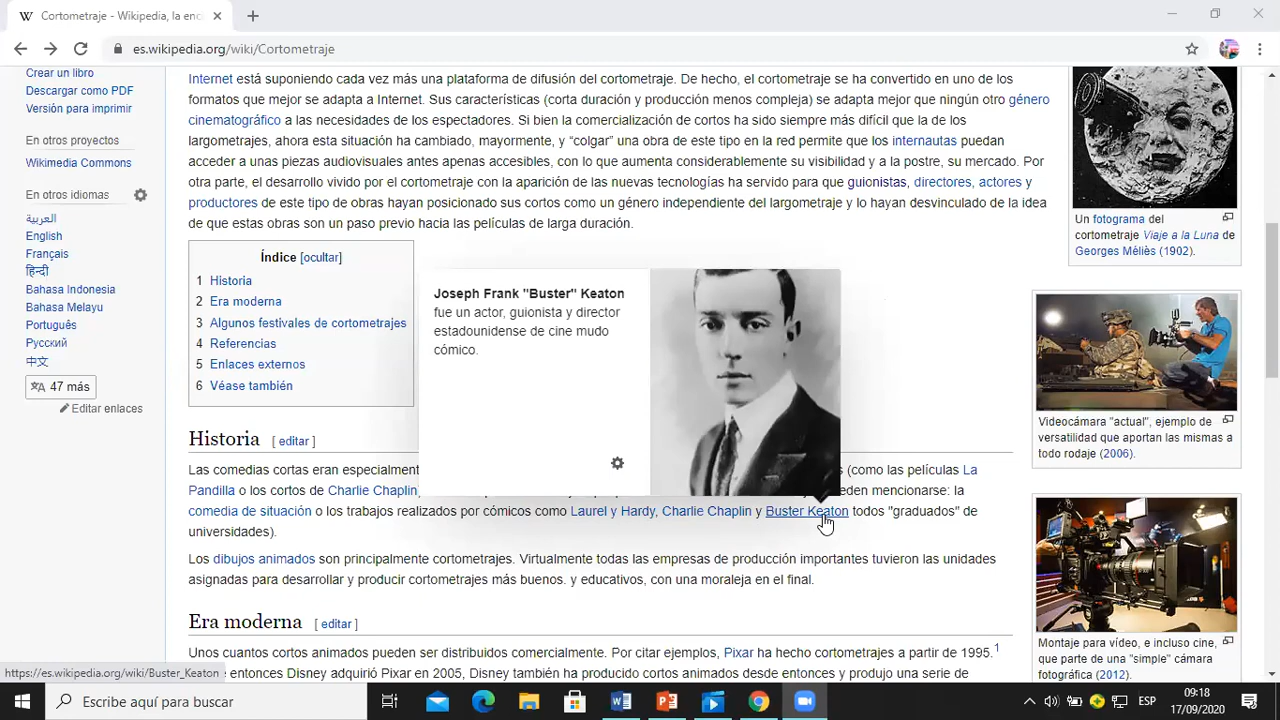 Cortometraje - Wikipedia, la enc
es.wikipedia.org/wiki/Cortometraje
Crear un libro
Descargar como PDF
Versión para imprimir
En otros proyectos
Wikimedia Commons
En otros idiomas
العربية
English
Français
हिन्दी
Bahasa Indonesia
Bahasa Melayu
Português
Русский
中文
47 más
Editar enlaces
Internet está suponiendo cada vez más una plataforma de difusión del cortometraje. De hecho, el cortometraje se ha convertido en uno de los
formatos que mejor se adapta a Internet. Sus características (corta duración y producción menos compleja) se adapta mejor que ningún otro género
cinematográfico a las necesidades de los espectadores. Si bien la comercialización de cortos ha sido siempre más difícil que la de los
largometrajes, ahora esta situación ha cambiado, mayormente, y “colgar” una obra de este tipo en la red permite que los internautas puedan
acceder a unas piezas audiovisuales antes apenas accesibles, con lo que aumenta considerablemente su visibilidad y a la postre, su mercado. Por
otra parte, el desarrollo vivido por el cortometraje con la aparición de las nuevas tecnologías ha servido para que guionistas, directores, actores y
productores de este tipo de obras hayan posicionado sus cortos como un género independiente del largometraje y lo hayan desvinculado de la idea
de que estas obras son un paso previo hacia las películas de larga duración.
Índice [ocultar]
1 Historia
2 Era moderna
3 Algunos festivales de cortometrajes
4 Referencias
5 Enlaces externos
6 Véase también
Joseph Frank "Buster" Keaton
fue un actor, guionista y director
estadounidense de cine mudo
cómico.
Historia [ editar ]
Las comedias cortas eran especialment (como las películas La
Pandilla o los cortos de Charlie Chaplin) eden mencionarse: la
comedia de situación o los trabajos realizados por cómicos como Laurel y Hardy, Charlie Chaplin y Buster Keaton todos "graduados" de
universidades).
Los dibujos animados son principalmente cortometrajes. Virtualmente todas las empresas de producción importantes tuvieron las unidades
asignadas para desarrollar y producir cortometrajes más buenos. y educativos, con una moraleja en el final.
Era moderna [ editar ]
Unos cuantos cortos animados pueden ser distribuidos comercialmente. Por citar ejemplos, Pixar ha hecho cortometrajes a partir de 1995.1
entonces Disney adquirió Pixar en 2005, Disney también ha producido cortos animados desde entonces y produjo una serie de
Un fotograma del
cortometraje Viaje a la Luna de
Georges Méliès (1902).
Videocámara "actual", ejemplo de
versatilidad que aportan las mismas a
todo rodaje (2006).
Montaje para vídeo, e incluso cine,
que parte de una "simple" cámara
fotográfica (2012).
https://es.wikipedia.org/wiki/Buster_Keaton
Escribe aquí para buscar
ESP
09:18
17/09/2020